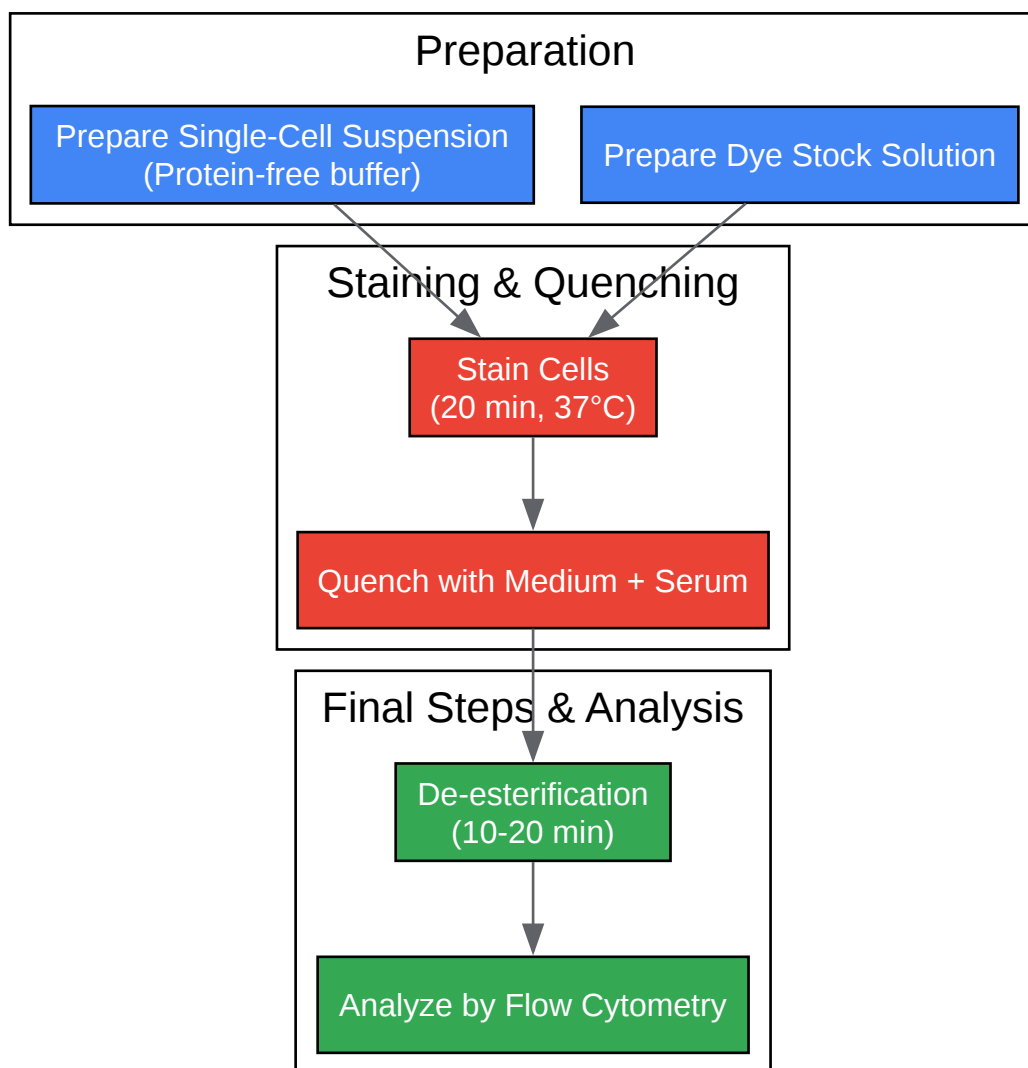 Preparation
Prepare Single-Cell Suspension
(Protein-free buffer)
Prepare Dye Stock Solution
Staining & Quenching
Stain Cells
(20 min, 37°C)
Quench with Medium + Serum
Final Steps & Analysis
De-esterification
(10-20 min)
Analyze by Flow Cytometry